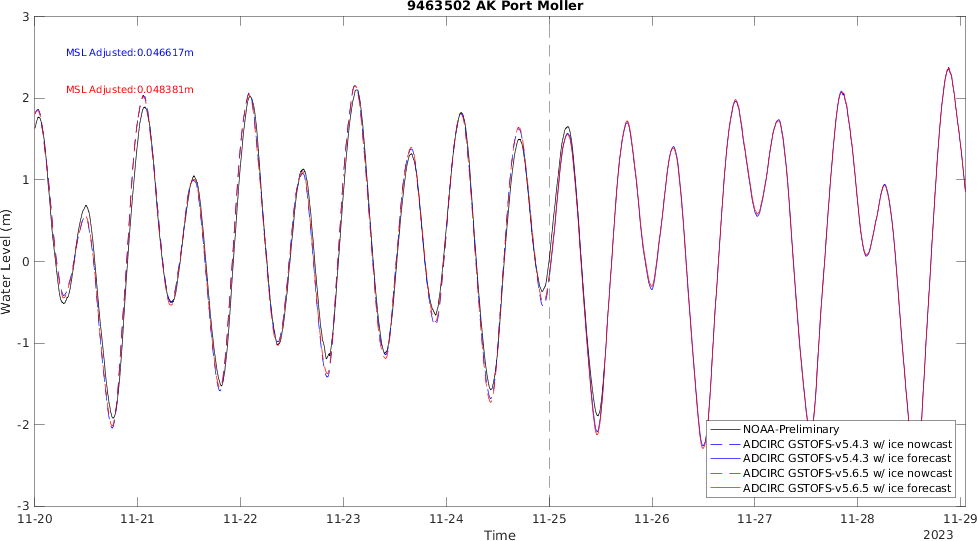 9463502 AK Port Moller
MSL Adjusted:0.046617m
MSL Adjusted:0.048381m
Water Level (m)
3
2
1
0
-1
-2
-3
NOAA-Preliminary
ADCIRC GSTOFS-v5.4.3 w/ ice nowcast
ADCIRC GSTOFS-v5.4.3 w/ ice forecast
ADCIRC GSTOFS-v5.6.5 w/ ice nowcast
ADCIRC GSTOFS-v5.6.5 w/ ice forecast
11-20 11-21 11-22 11-23 11-24 11-25 11-26 11-27 11-28 11-29
Time
2023